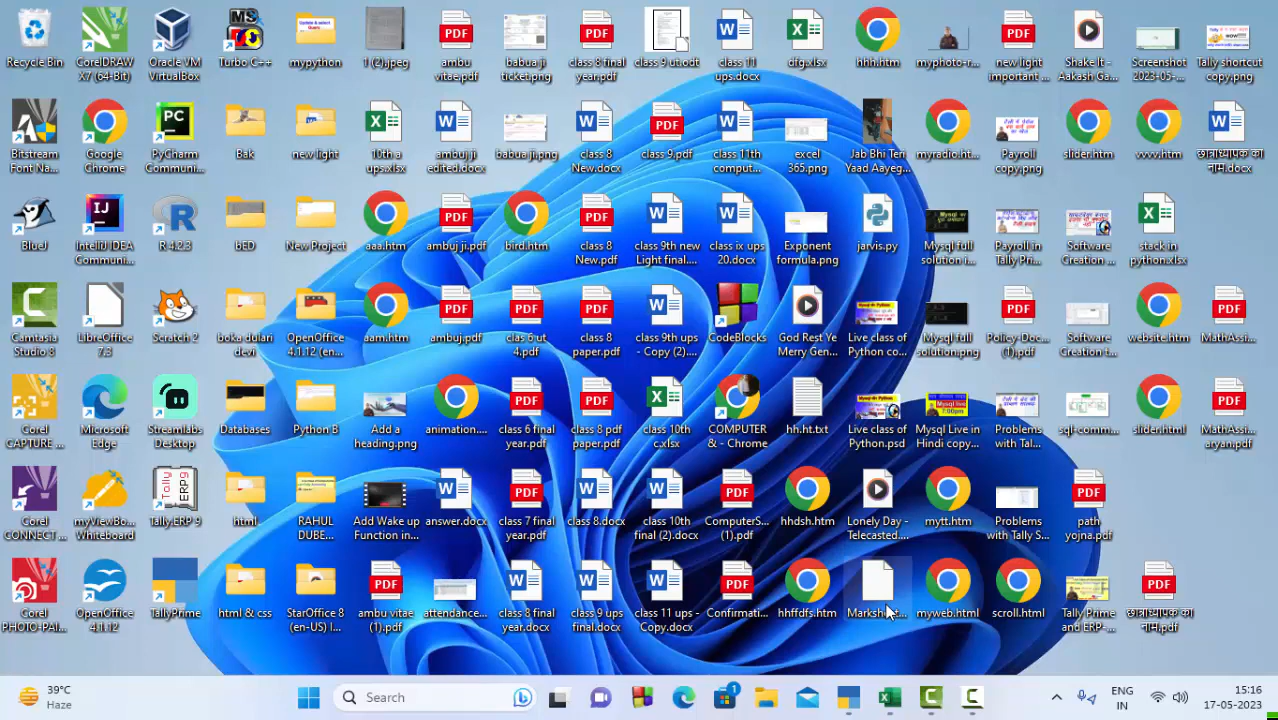 Recycle Bin
CorelDRAW X7 (64-Bit)
Oracle VM VirtualBox
Turbo C++
mypython
1 (2).jpeg
ambu vitae.pdf
babua ji ticket.png
class 8 final year.pdf
class 9 ut.odt
class 11 ups.docx
dfg.xlsx
hhh.htm
myphoto-r...
new light important ...
Shake It - Aakash Ga...
Screenshot 2023-05-...
Tally shortcut copy.png
Bitstream Font Na...
Google Chrome
PyCharm Communi...
Bak
new light
10th a ups.xlsx
ambuj ji edited.docx
babua ji.png
class 8 New.docx
class 9.pdf
class 11th comput...
excel 365.png
Jab Bhi Teri Yaad Aayeg...
myradio.ht...
Payroll copy.png
slider.htm
vvvv.htm
छात्राध्यापक का नाम.docx
BlueJ
IntelliJ IDEA Communi...
R 4.2.3
bED
New Project
aaa.htm
ambuj ji.pdf
bird.htm
class 8 New.pdf
class 9th new Light final....
class ix ups 20.docx
Exponent formula.png
jarvis.py
Mysql full solution i...
Payroll in Tally Pri...
Software Creation ...
stack in python.xlsx
Camtasia Studio 8
LibreOffice 7.3
Scratch 2
boka dulari devi
OpenOffice 4.1.12 (en...
aam.htm
ambuj.pdf
clas 6 ut 4.pdf
class 8 paper.pdf
class 9th ups - Copy (2)....
CodeBlocks
God Rest Ye Merry Gen...
Live class of Python co...
Mysql full solution.png
Policy-Doc... (1).pdf
Software Creation t...
website.htm
MathAssi...
Corel CAPTURE ...
Microsoft Edge
Streamlabs Desktop
Databases
Python B
Add a heading.png
animation....
class 6 final year.pdf
class 8 pdf paper.pdf
class 10th c.xlsx
COMPUTER & - Chrome
hh.ht.txt
Live class of Python.psd
Mysql Live in Hindi copy...
Problems with Tal...
sql-comm...
slider.html
MathAssi... aryan.pdf
Corel CONNECT ...
myViewBo... Whiteboard
Tally.ERP 9
html
RAHUL DUBE...
Add Wake up Function in...
answer.docx
class 7 final year.pdf
class 8.docx
class 10th final (2).docx
ComputerS... (1).pdf
hhdsh.htm
Lonely Day - Telecasted....
mytt.htm
Problems with Tally S...
path yojna.pdf
Corel PHOTO-PAI...
OpenOffice 4.1.12
TallyPrime
html & css
StarOffice 8 (en-US) I...
ambu vitae (1).pdf
attendance...
class 8 final year.docx
class 9 ups final.docx
class 11 ups - Copy.docx
Confirmati...
hhffdfs.htm
Marksheet...
myweb.html
scroll.html
Tally Prime and ERP-...
छात्राध्यापक का नाम.pdf
39°C
Haze
Search
1
ENG
IN
15:16
17-05-2023